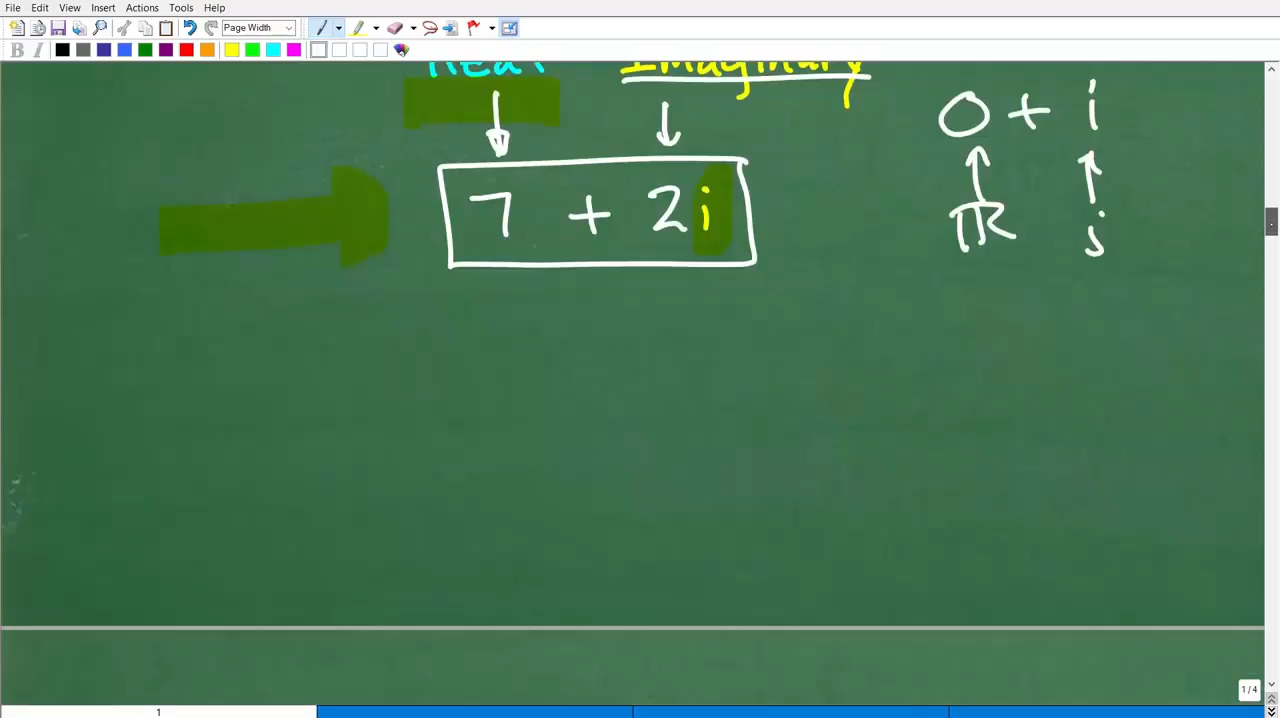 File Edit View Insert Actions Tools Help
Page Width
B I
Real Imaginary
0 + i
7 + 2i
ℝ i
1 / 4
1